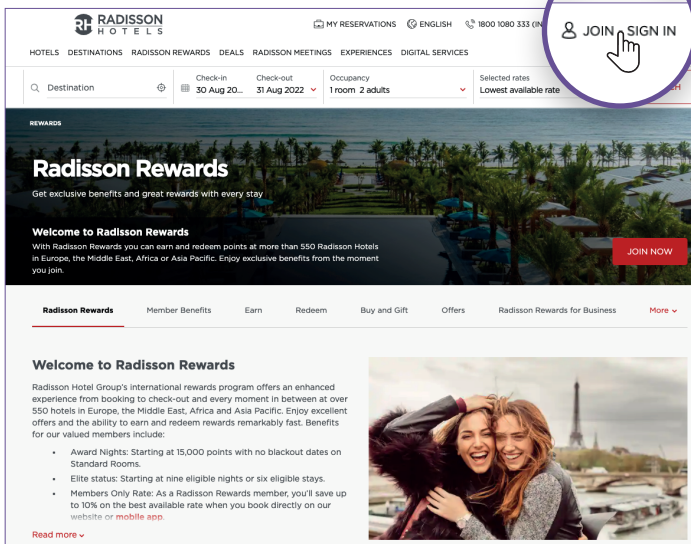 RADISSON
HOTELS
MY RESERVATIONS
ENGLISH
1800 1080 333 (IN
JOIN SIGN IN
HOTELS DESTINATIONS RADISSON REWARDS DEALS RADISSON MEETINGS EXPERIENCES DIGITAL SERVICES
Destination
Check-in
30 Aug 20...
Check-out
31 Aug 2022
Occupancy
1 room 2 adults
Selected rates
Lowest available rate
REWARDS
Radisson Rewards
Get exclusive benefits and great rewards with every stay
Welcome to Radisson Rewards
With Radisson Rewards you can earn and redeem points at more than 550 Radisson Hotels
in Europe, the Middle East, Africa or Asia Pacific. Enjoy exclusive benefits from the moment
you join.
JOIN NOW
Radisson Rewards Member Benefits Earn Redeem Buy and Gift Offers Radisson Rewards for Business More
Welcome to Radisson Rewards
Radisson Hotel Group's international rewards program offers an enhanced
experience from booking to check-out and every moment in between at over
550 hotels in Europe, the Middle East, Africa and Asia Pacific. Enjoy excellent
offers and the ability to earn and redeem rewards remarkably fast. Benefits
for our valued members include:
• Award Nights: Starting at 15,000 points with no blackout dates on
Standard Rooms.
• Elite status: Starting at nine eligible nights or six eligible stays.
• Members Only Rate: As a Radisson Rewards member, you'll save up
to 10% on the best available rate when you book directly on our
website or mobile app.
Read more